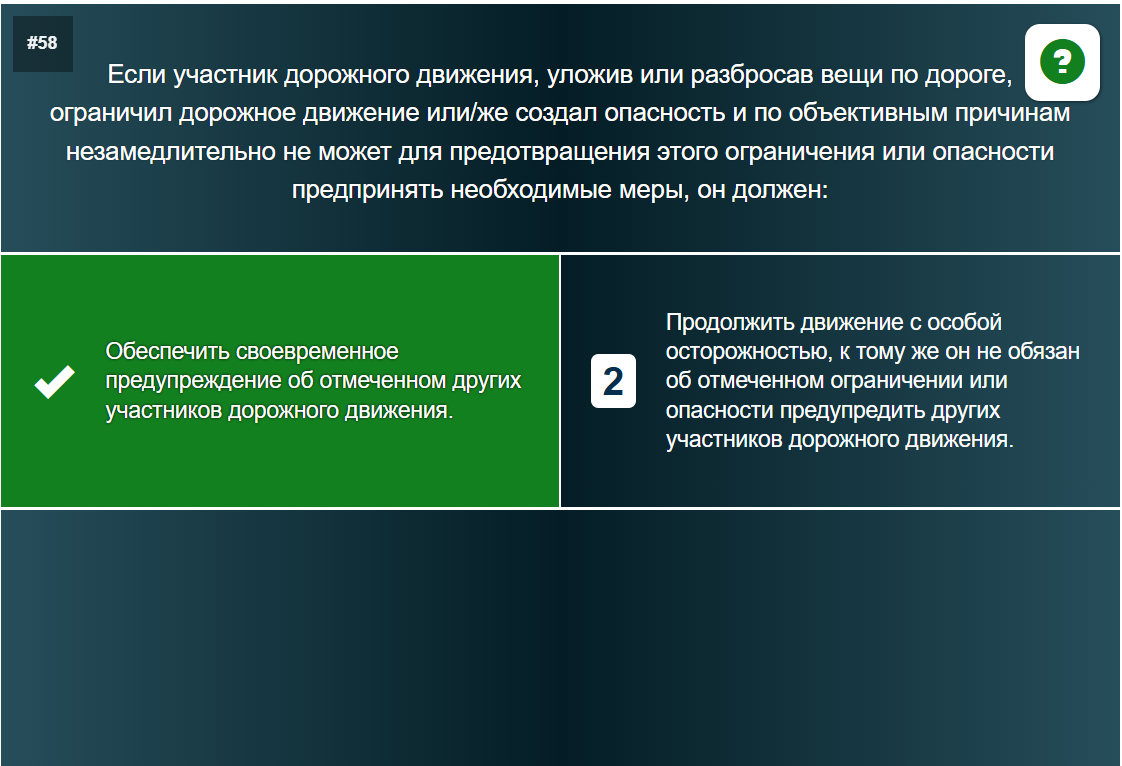 #58
?
Если участник дорожного движения, уложив или разбросав вещи по дороге,
ограничил дорожное движение или/же создал опасность и по объективным причинам
незамедлительно не может для предотвращения этого ограничения или опасности
предпринять необходимые меры, он должен:
Обеспечить своевременное
предупреждение об отмеченном других
участников дорожного движения.
2
Продолжить движение с особой
осторожностью, к тому же он не обязан
об отмеченном ограничении или
опасности предупредить других
участников дорожного движения.